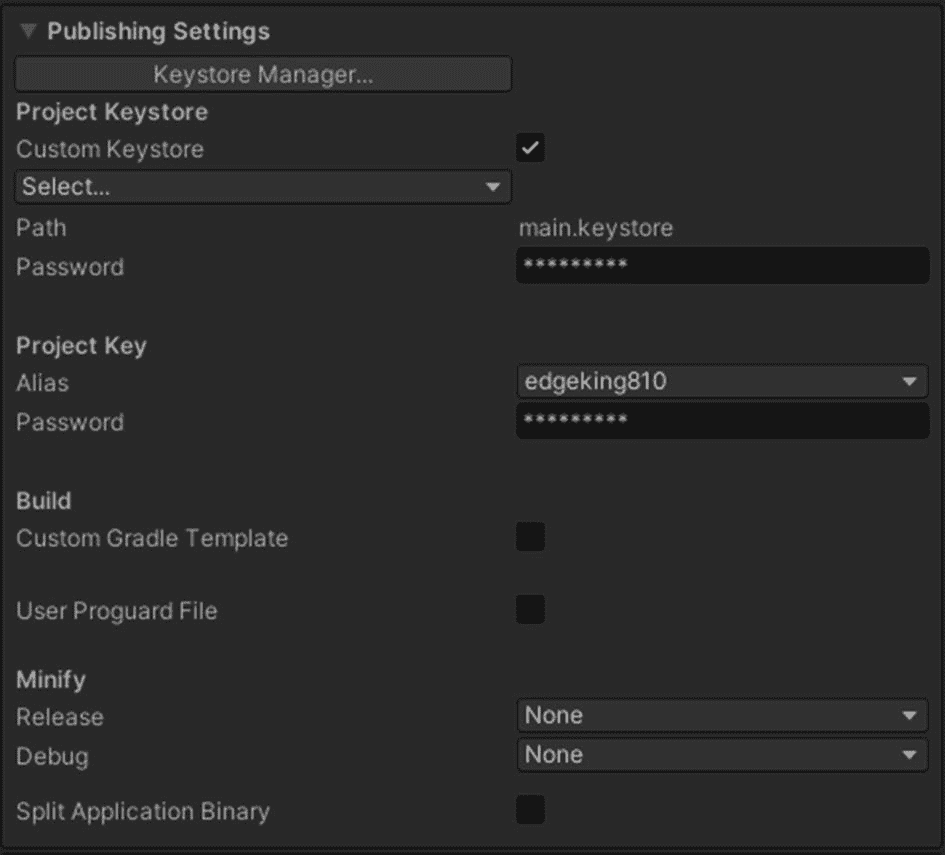 Publishing Settings
Keystore Manager...
Project Keystore
Custom Keystore
Select...
Path main.keystore
Password *********
Project Key
Alias edgeking810
Password *********
Build
Custom Gradle Template
User Proguard File
Minify
Release None
Debug None
Split Application Binary